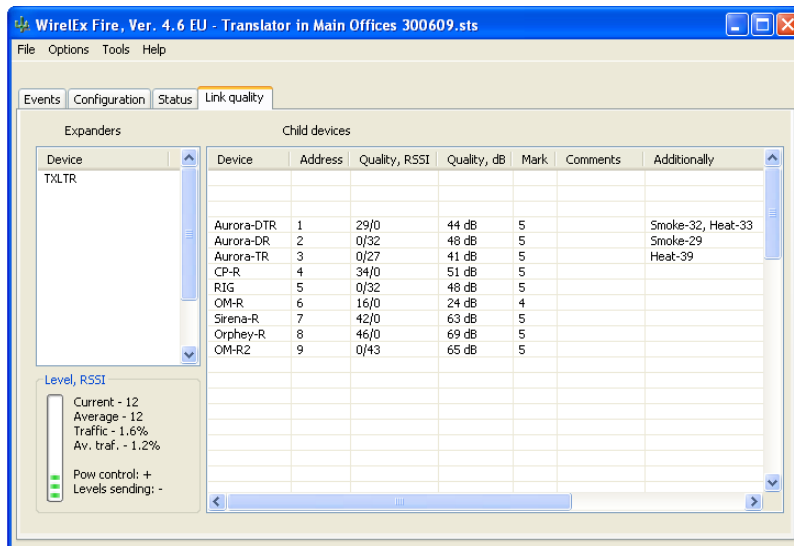 WirelEx Fire, Ver. 4.6 EU - Translator in Main Offices 300609.sts
File Options Tools Help
Events Configuration Status Link quality
Expanders Child devices
Device
TXLTR
Device Address Quality, RSSI Quality, dB Mark Comments Additionally
Aurora-DTR 1 29/0 44 dB 5 Smoke-32, Heat-33
Aurora-DR 2 0/32 48 dB 5 Smoke-29
Aurora-TR 3 0/27 41 dB 5 Heat-39
CP-R 4 34/0 51 dB 5
RIG 5 0/32 48 dB 5
OM-R 6 16/0 24 dB 4
Sirena-R 7 42/0 63 dB 5
Orphey-R 8 46/0 69 dB 5
OM-R2 9 0/43 65 dB 5
Level, RSSI
Current - 12
Average - 12
Traffic - 1.6%
Av. traf. - 1.2%
Pow control: +
Levels sending: -